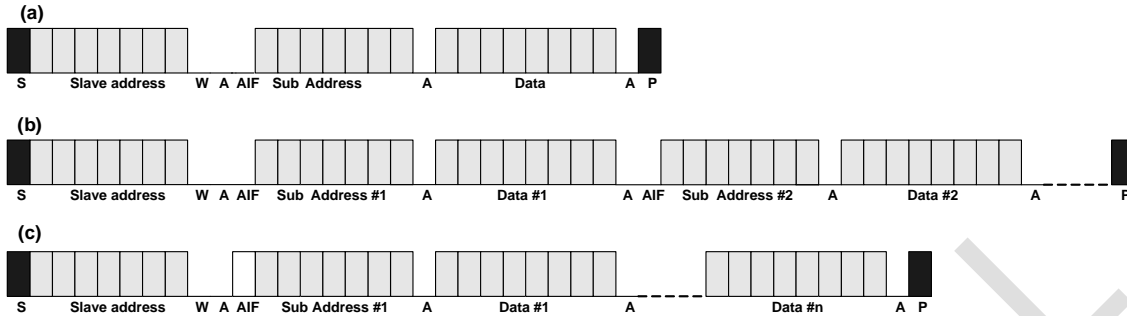 (a)
S Slave address W A AIF Sub Address A Data A P
(b)
S Slave address W A AIF Sub Address #1 A Data #1 A AIF Sub Address #2 A Data #2 A P
(c)
S Slave address W A AIF Sub Address #1 A Data #1 A Data #n A P